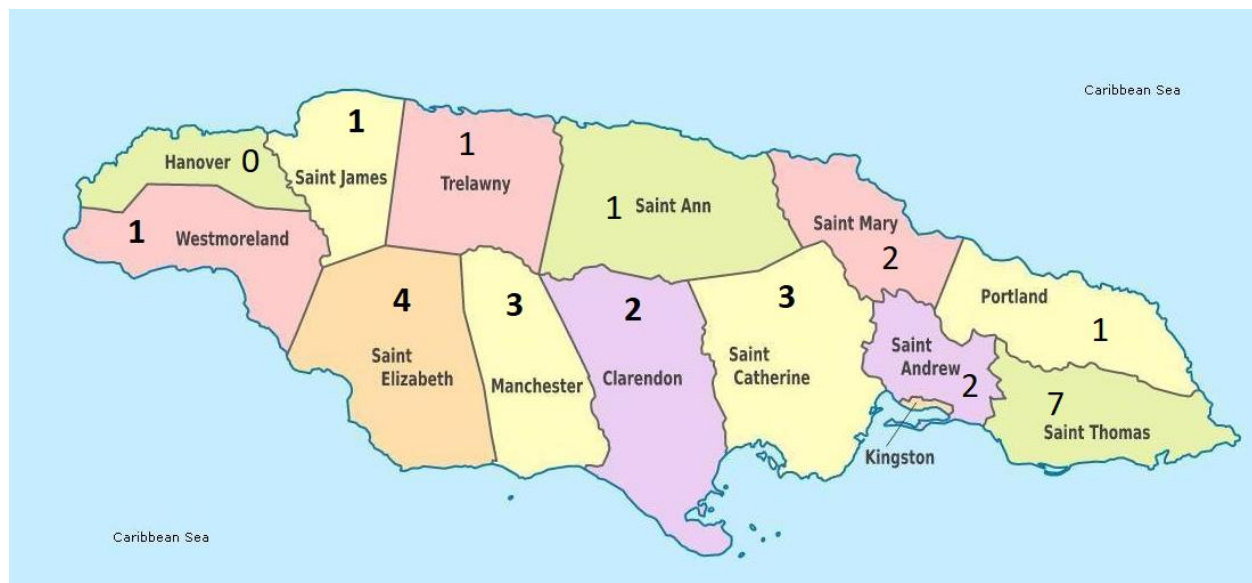 Caribbean Sea
1
1
Hanover 0
Saint James
Trelawny
1 Saint Ann
Saint Mary
2
1 Westmoreland
4
3
2
3
Portland
1
Saint
Elizabeth
Manchester
Clarendon
Saint
Catherine
Saint
Andrew
2
7
Saint Thomas
Kingston
Caribbean Sea